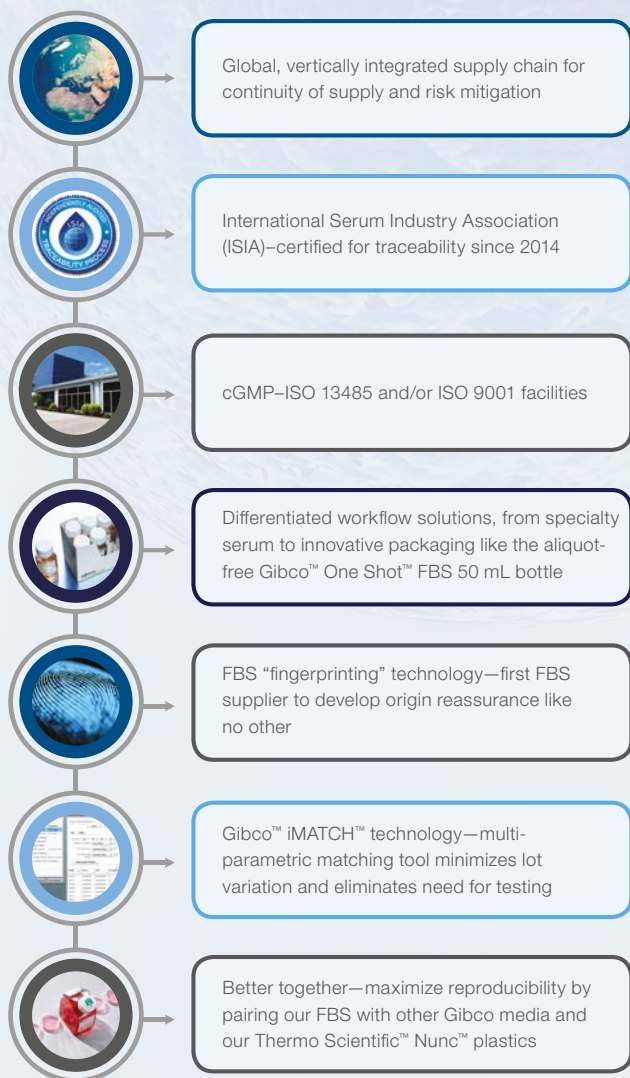 Global, vertically integrated supply chain for
continuity of supply and risk mitigation
INDEPENDENTLY AUDITED
ISIA
TRACEABILITY PROCESS
International Serum Industry Association
(ISIA)–certified for traceability since 2014
cGMP–ISO 13485 and/or ISO 9001 facilities
Differentiated workflow solutions, from specialty
serum to innovative packaging like the aliquot-
free Gibco™ One Shot™ FBS 50 mL bottle
FBS “fingerprinting” technology—first FBS
supplier to develop origin reassurance like
no other
Gibco™ iMATCH™ technology—multi-
parametric matching tool minimizes lot
variation and eliminates need for testing
Better together—maximize reproducibility by
pairing our FBS with other Gibco media and
our Thermo Scientific™ Nunc™ plastics